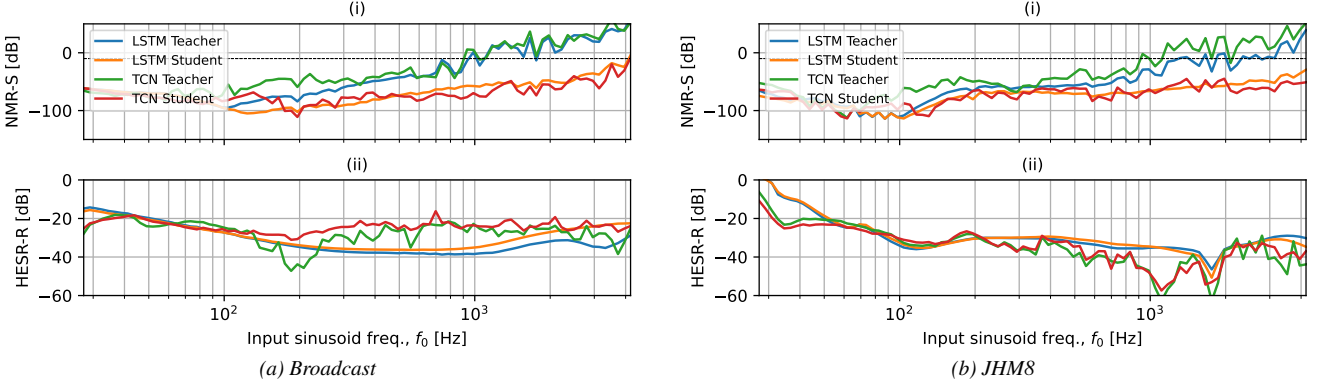 (i)
NMR-S [dB]
0
−100
LSTM Teacher
LSTM Student
TCN Teacher
TCN Student
(ii)
HESR-R [dB]
0
−20
−40
−60
10²
10³
Input sinusoid freq., f₀ [Hz]
(a) Broadcast
(i)
NMR-S [dB]
0
−100
LSTM Teacher
LSTM Student
TCN Teacher
TCN Student
(ii)
HESR-R [dB]
0
−20
−40
−60
10²
10³
Input sinusoid freq., f₀ [Hz]
(b) JHM8